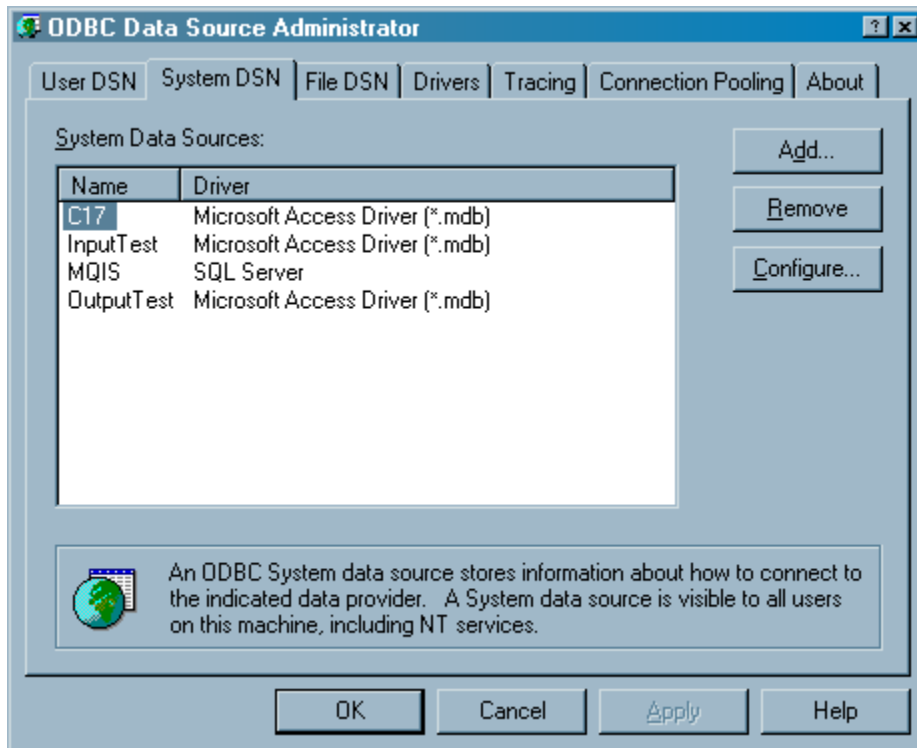 ODBC Data Source Administrator
User DSN System DSN File DSN Drivers Tracing Connection Pooling About
System Data Sources:
Add...
Name Driver
Remove
C17 Microsoft Access Driver (*.mdb)
InputTest Microsoft Access Driver (*.mdb)
Configure...
MQIS SQL Server
OutputTest Microsoft Access Driver (*.mdb)
An ODBC System data source stores information about how to connect to
the indicated data provider. A System data source is visible to all users
on this machine, including NT services.
OK Cancel Apply Help